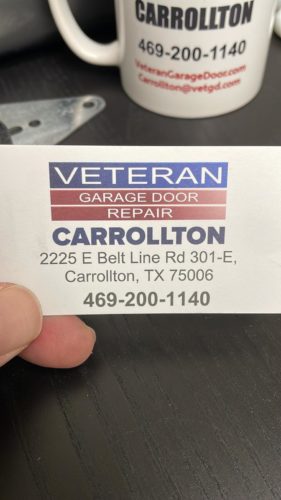 CARROLLTON
469-200-1140
VeteranGarageDoor.com
Carrollton@vetgd.com
VETERAN
GARAGE DOOR
REPAIR
CARROLLTON
2225 E Belt Line Rd 301-E,
Carrollton, TX 75006
469-200-1140